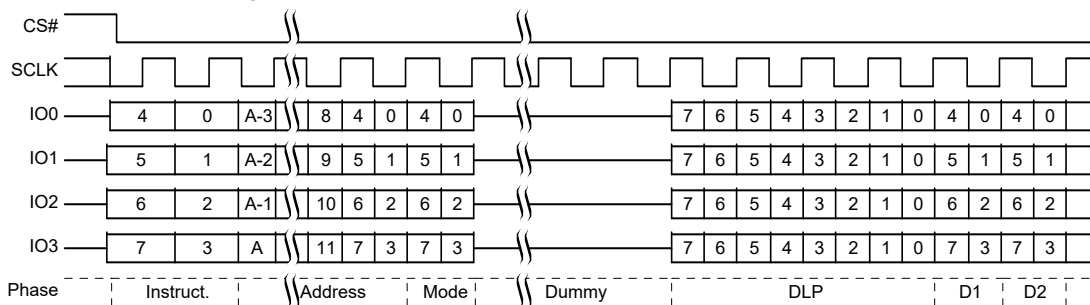 CS#
SCLK
IO0 4 0 A-3 8 4 0 4 0 7 6 5 4 3 2 1 0 4 0 4 0
IO1 5 1 A-2 9 5 1 5 1 7 6 5 4 3 2 1 0 5 1 5 1
IO2 6 2 A-1 10 6 2 6 2 7 6 5 4 3 2 1 0 6 2 6 2
IO3 7 3 A 11 7 3 7 3 7 6 5 4 3 2 1 0 7 3 7 3
Phase Instruct. Address Mode Dummy DLP D1 D2